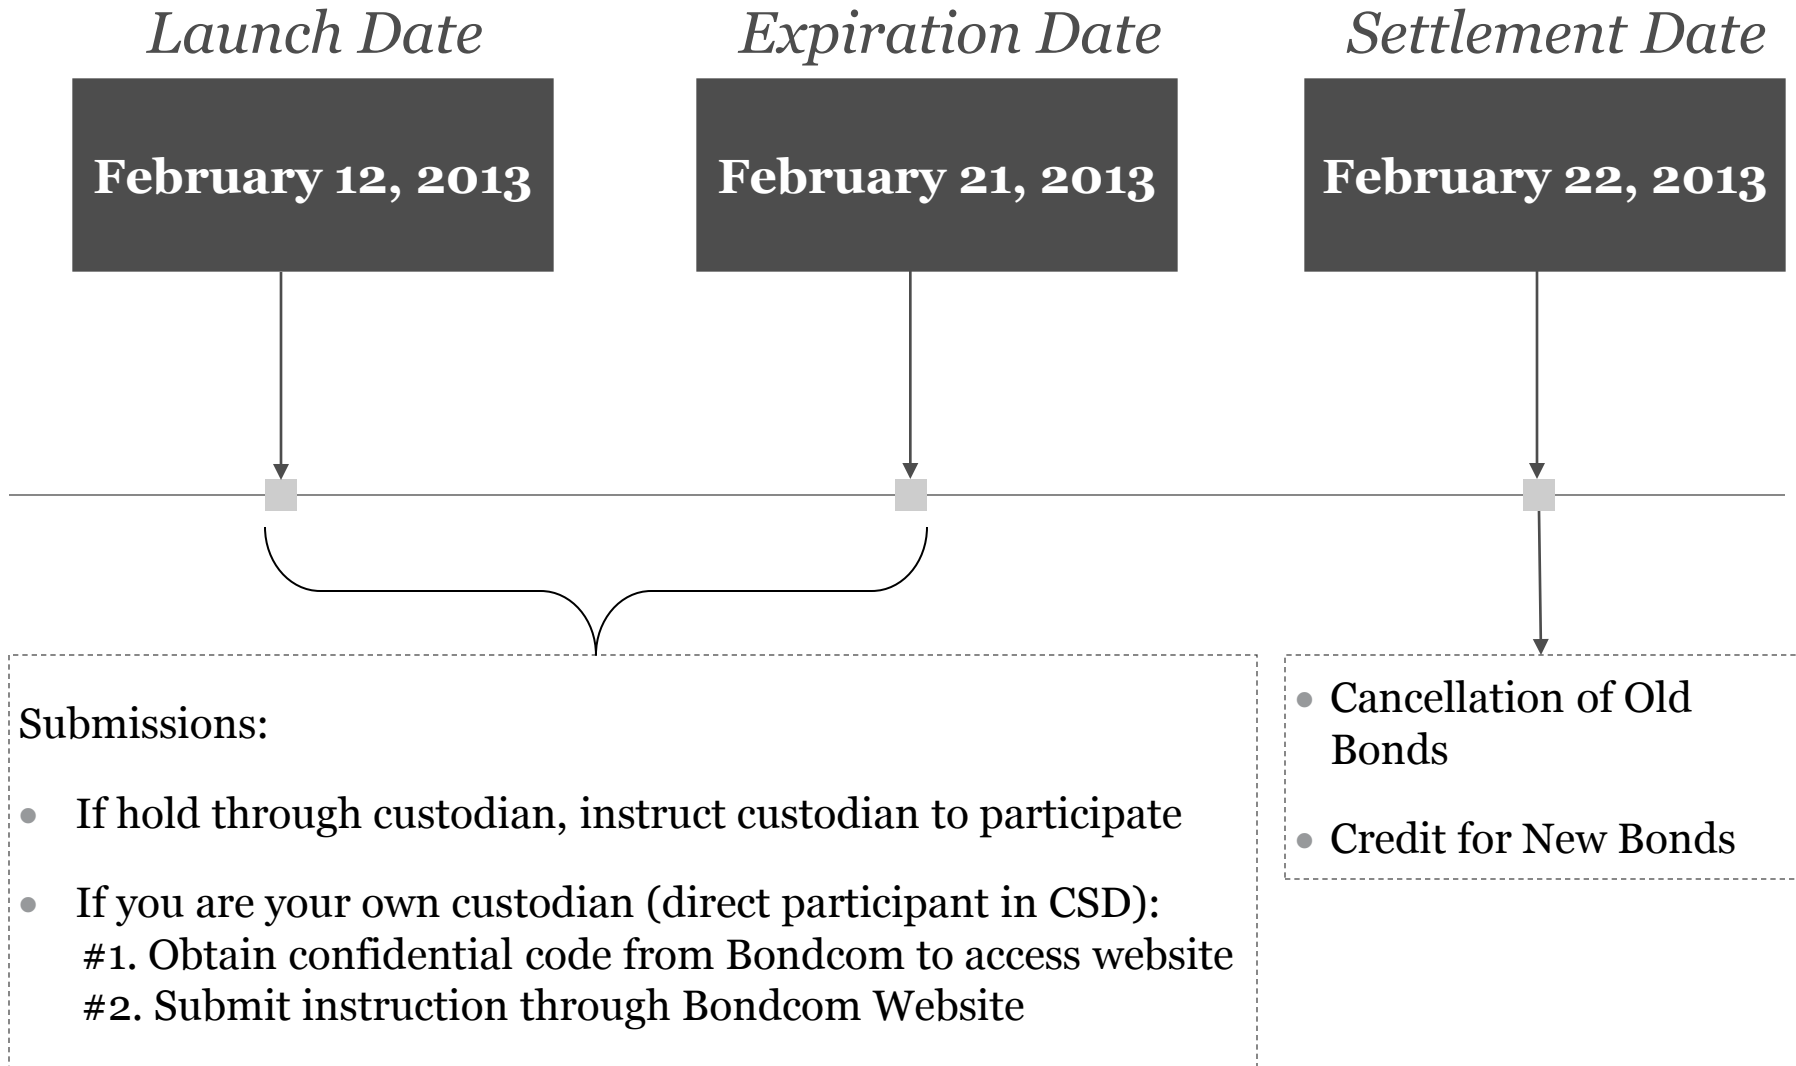 Launch Date
Expiration Date
Settlement Date
February 12, 2013
February 21, 2013
February 22, 2013
Submissions:
• If hold through custodian, instruct custodian to participate
• If you are your own custodian (direct participant in CSD):
#1. Obtain confidential code from Bondcom to access website
#2. Submit instruction through Bondcom Website
• Cancellation of Old
Bonds
• Credit for New Bonds